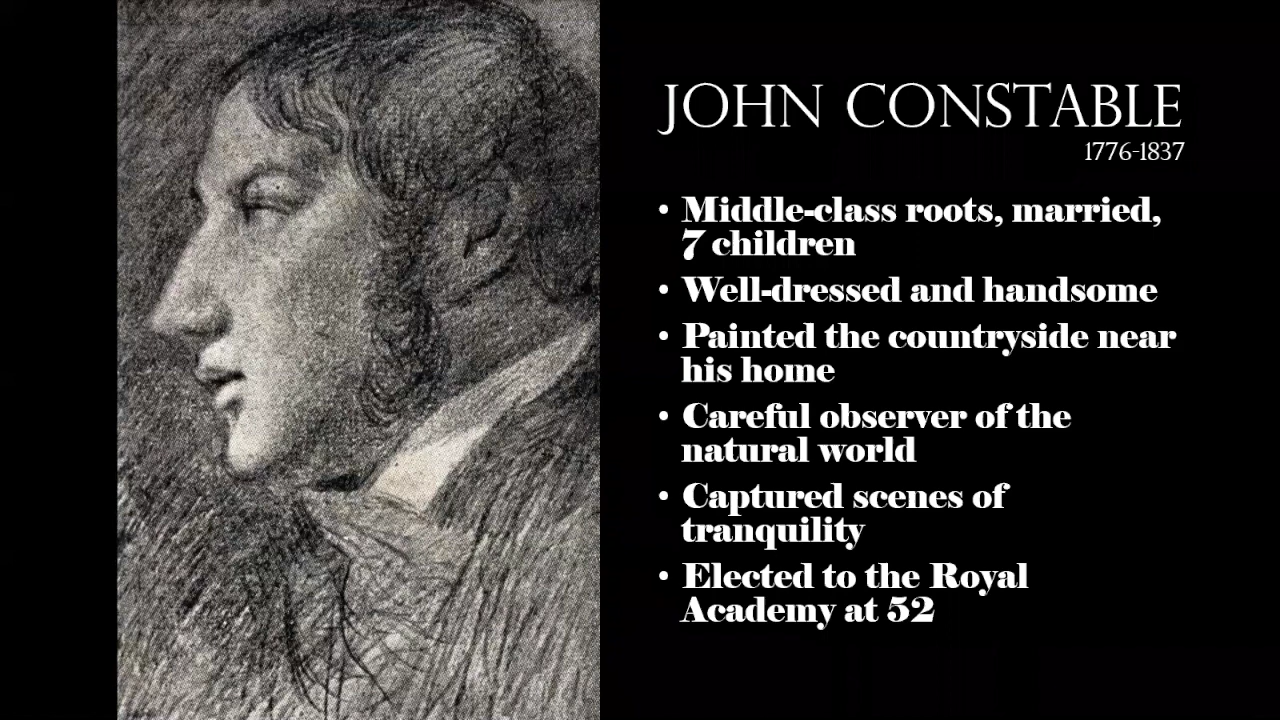 JOHN CONSTABLE
1776-1837
• Middle-class roots, married,
7 children
• Well-dressed and handsome
• Painted the countryside near
his home
• Careful observer of the
natural world
• Captured scenes of
tranquility
• Elected to the Royal
Academy at 52